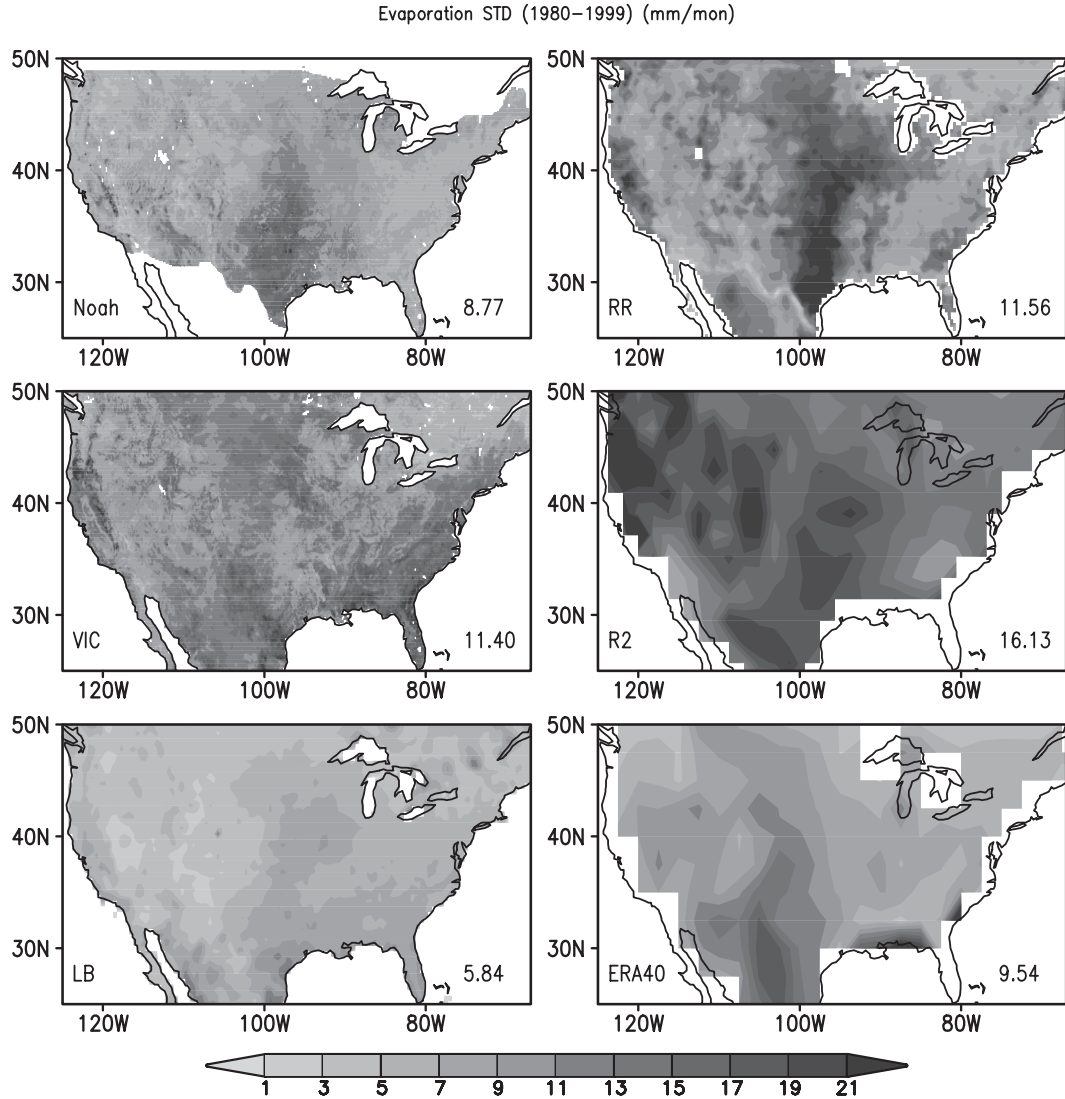 Evaporation STD (1980−1999) (mm/mon)
50N 50N
40N 40N
30N 30N
Noah 8.77 RR 11.56
120W 100W 80W 120W 100W 80W
50N 50N
40N 40N
30N 30N
VIC 11.40 R2 16.13
120W 100W 80W 120W 100W 80W
50N 50N
40N 40N
30N 30N
LB 5.84 ERA40 9.54
120W 100W 80W 120W 100W 80W
1 3 5 7 9 11 13 15 17 19 21